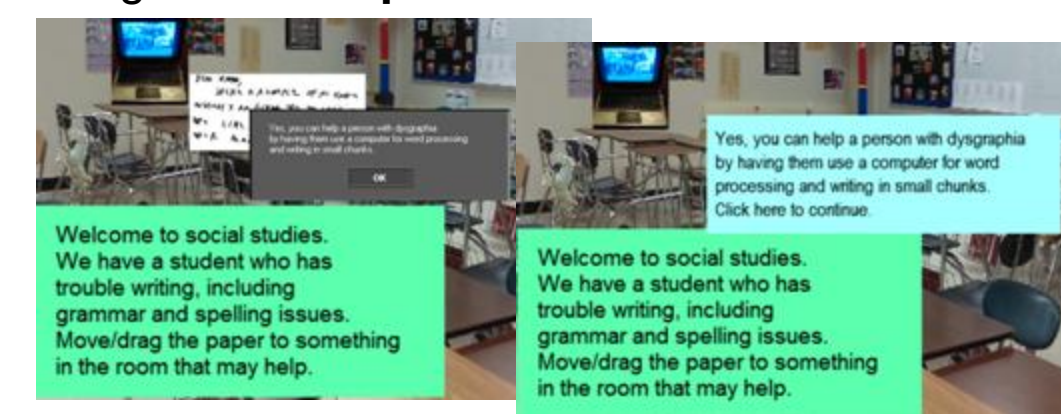 Yes, you can help a person with dysgraphia
by having them use a computer for word processing
and writing in small chunks.
OK
Welcome to social studies.
We have a student who has
trouble writing, including
grammar and spelling issues.
Move/drag the paper to something
in the room that may help.
Yes, you can help a person with dysgraphia
by having them use a computer for word
processing and writing in small chunks.
Click here to continue.
Welcome to social studies.
We have a student who has
trouble writing, including
grammar and spelling issues.
Move/drag the paper to something
in the room that may help.